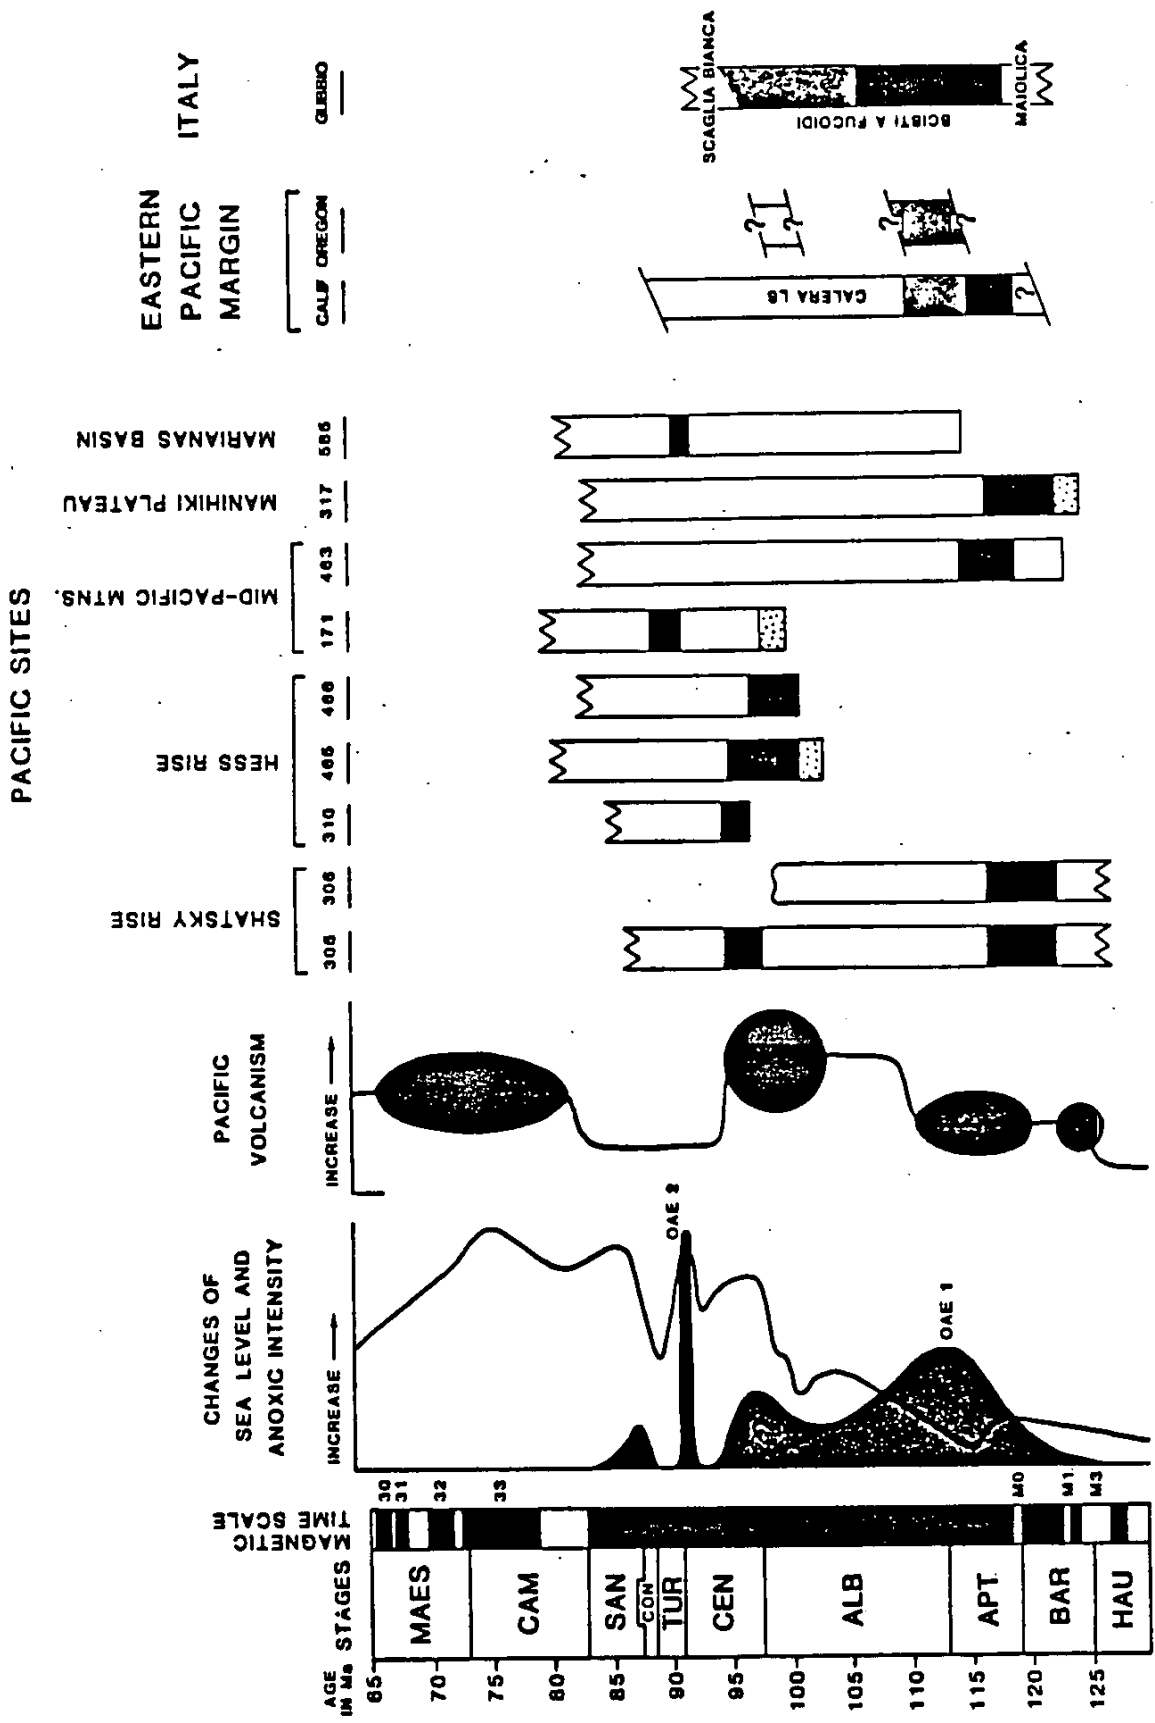 PACIFIC SITES
EASTERN
PACIFIC
MARGIN
ITALY
SHATSKY RISE
HESS RISE
MID-PACIFIC MTNS.
MANIHIKI PLATEAU
MARIANAS BASIN
305
306
310
465
466
171
463
317
585
CALIF
OREGON
GUBBIO
CALERA LS
?
?
?
?
?
SCAGLIA BIANCA
SCISTI A FUCOIDI
MAIOLICA
PACIFIC
VOLCANISM
INCREASE →
CHANGES OF
SEA LEVEL AND
ANOXIC INTENSITY
INCREASE →
OAE 2
OAE 1
MAGNETIC
TIME SCALE
30
31
32
33
M0
M1
M3
STAGES
MAES
CAM
SAN
CON
TUR
CEN
ALB
APT
BAR
HAU
AGE
IN Ma
65
70
75
80
85
90
95
100
105
110
115
120
125